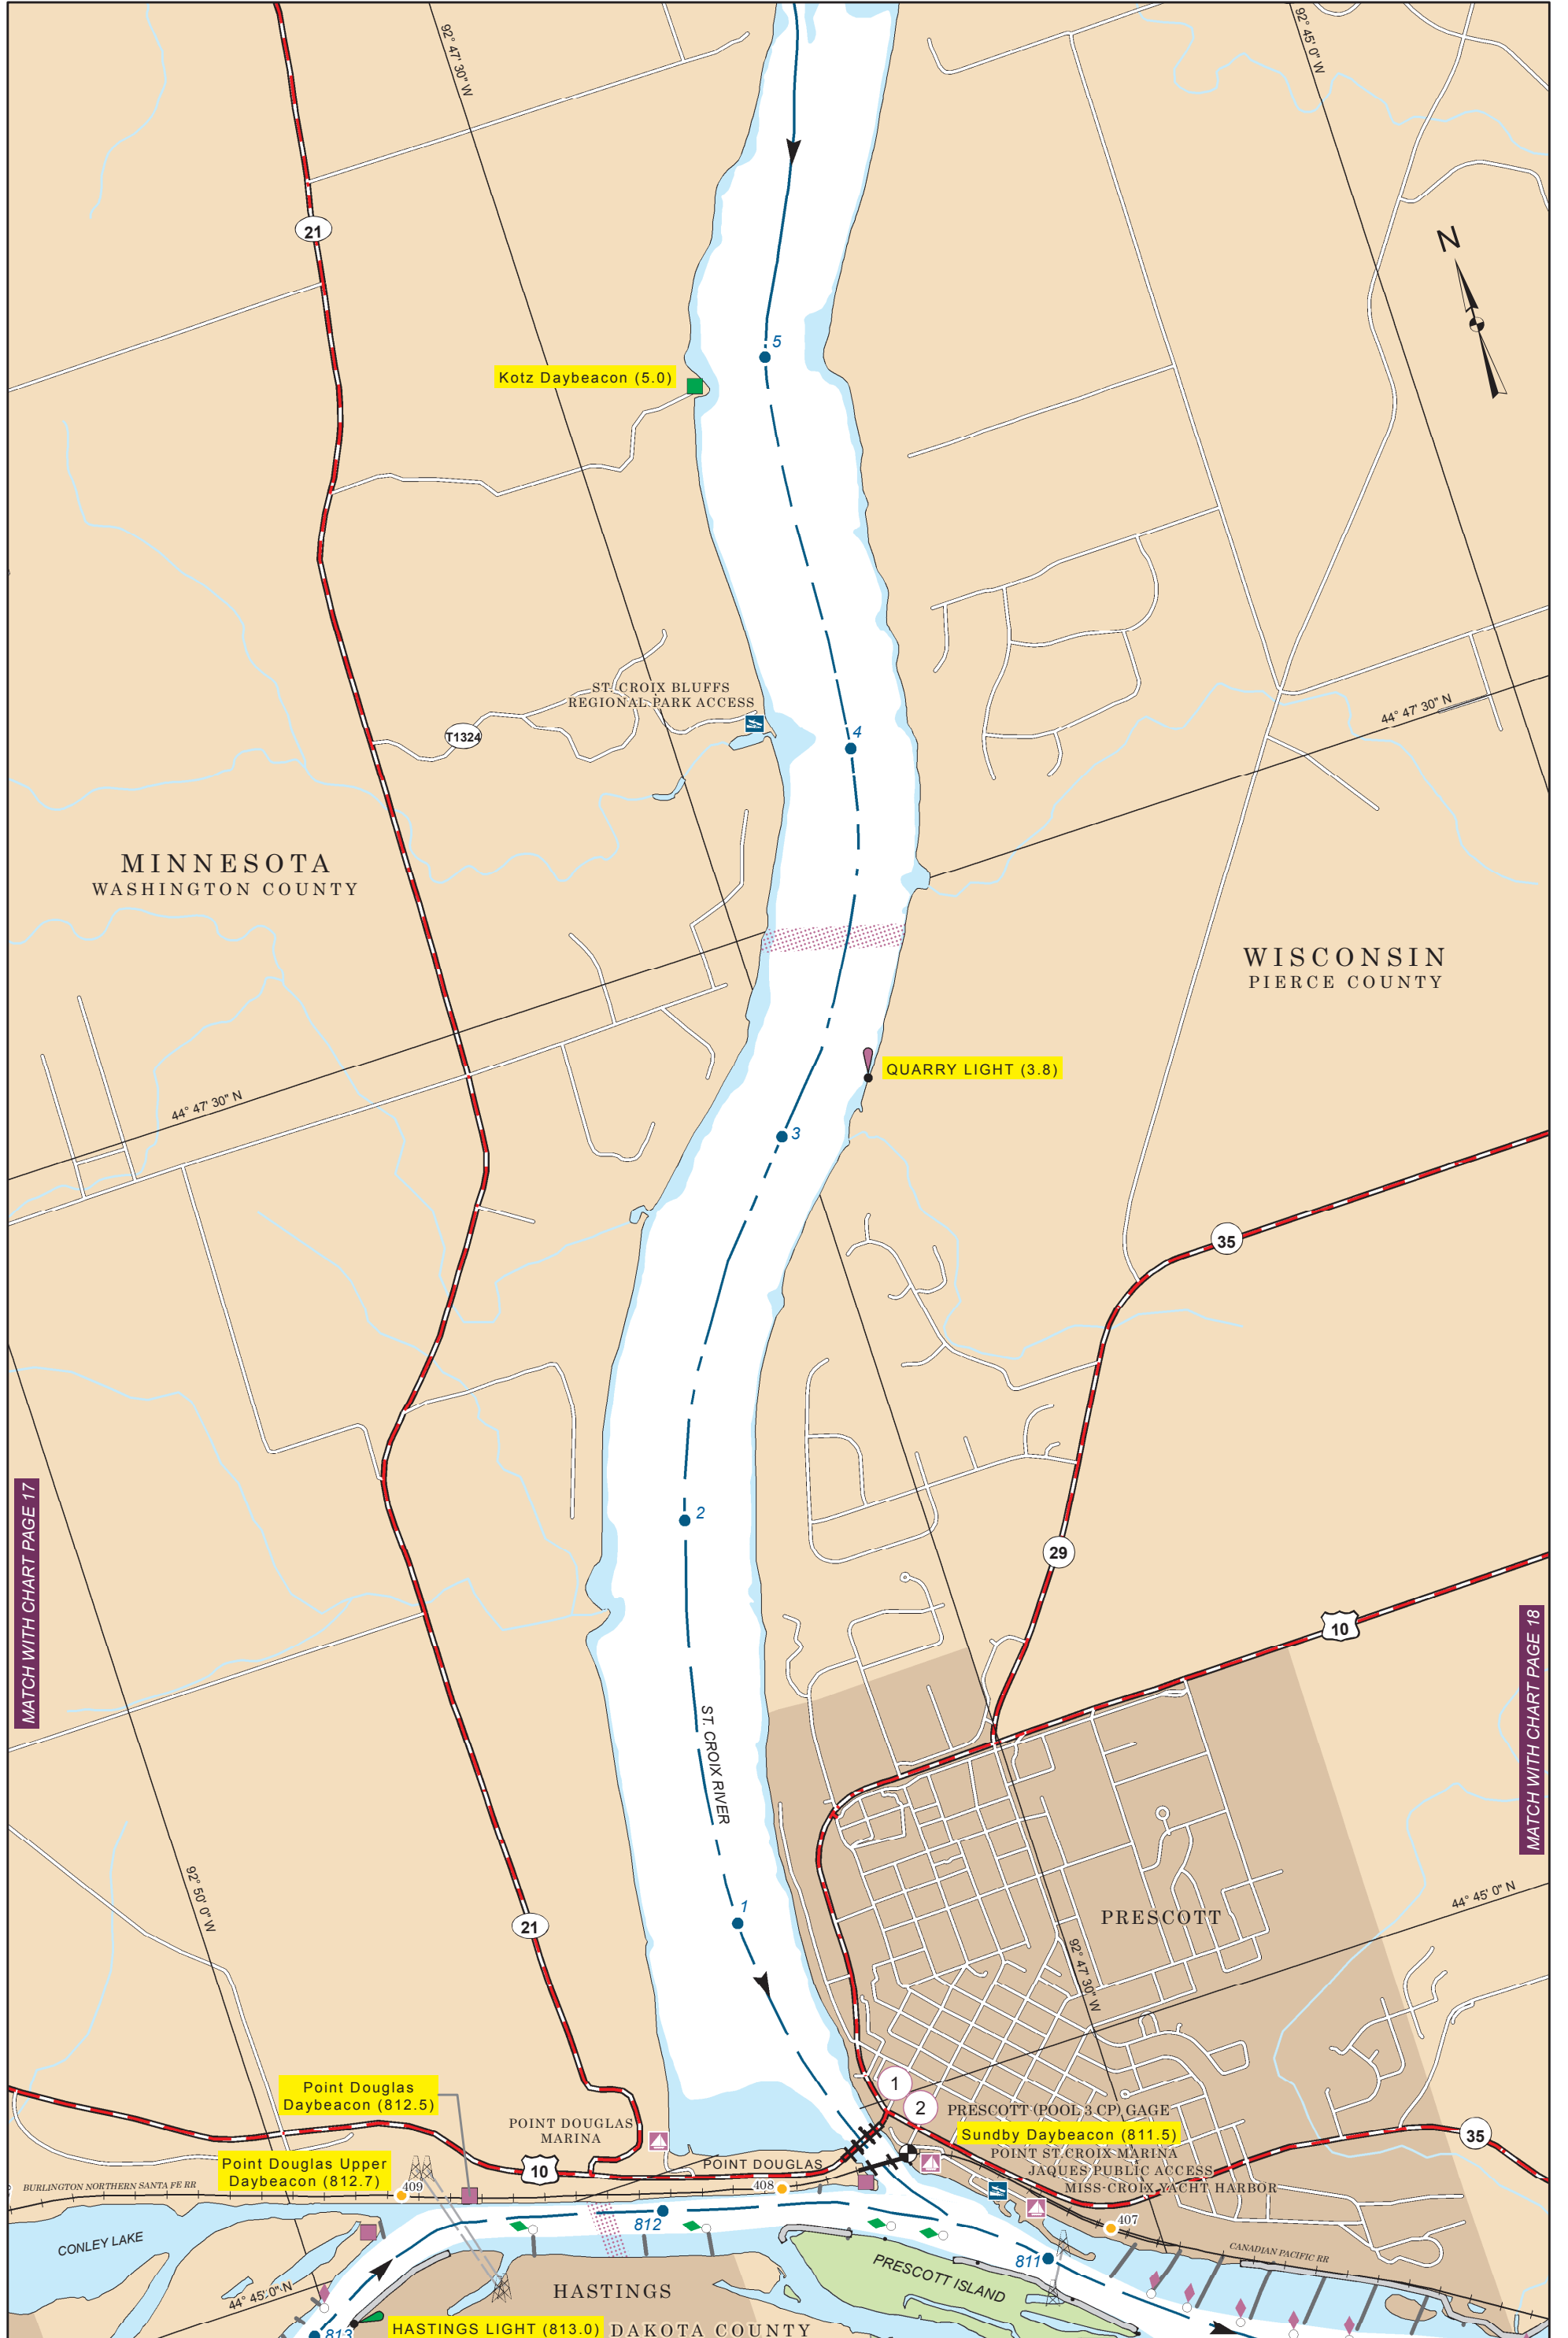 92° 47' 30" W
92° 45' 0" W
21
N
5
Kotz Daybeacon (5.0)
ST. CROIX BLUFFS
REGIONAL PARK ACCESS
T1324
4
44° 47' 30" N
MINNESOTA
WASHINGTON COUNTY
WISCONSIN
PIERCE COUNTY
QUARRY LIGHT (3.8)
44° 47' 30" N
3
35
MATCH WITH CHART PAGE 17
2
29
10
MATCH WITH CHART PAGE 18
ST. CROIX RIVER
92° 50' 0" W
1
21
PRESCOTT
44° 45' 0" N
92° 47' 30" W
Point Douglas
Daybeacon (812.5)
POINT DOUGLAS
MARINA
1
2
PRESCOTT (POOL 3 CP) GAGE
Sundby Daybeacon (811.5)
POINT ST CROIX MARINA
JAQUES PUBLIC ACCESS
MISS-CROIX YACHT HARBOR
35
Point Douglas Upper
Daybeacon (812.7)
10
POINT DOUGLAS
BURLINGTON NORTHERN SANTA FE RR
409
408
407
812
811
CONLEY LAKE
44° 45' 0" N
CANADIAN PACIFIC RR
PRESCOTT ISLAND
HASTINGS
813
HASTINGS LIGHT (813.0)
DAKOTA COUNTY